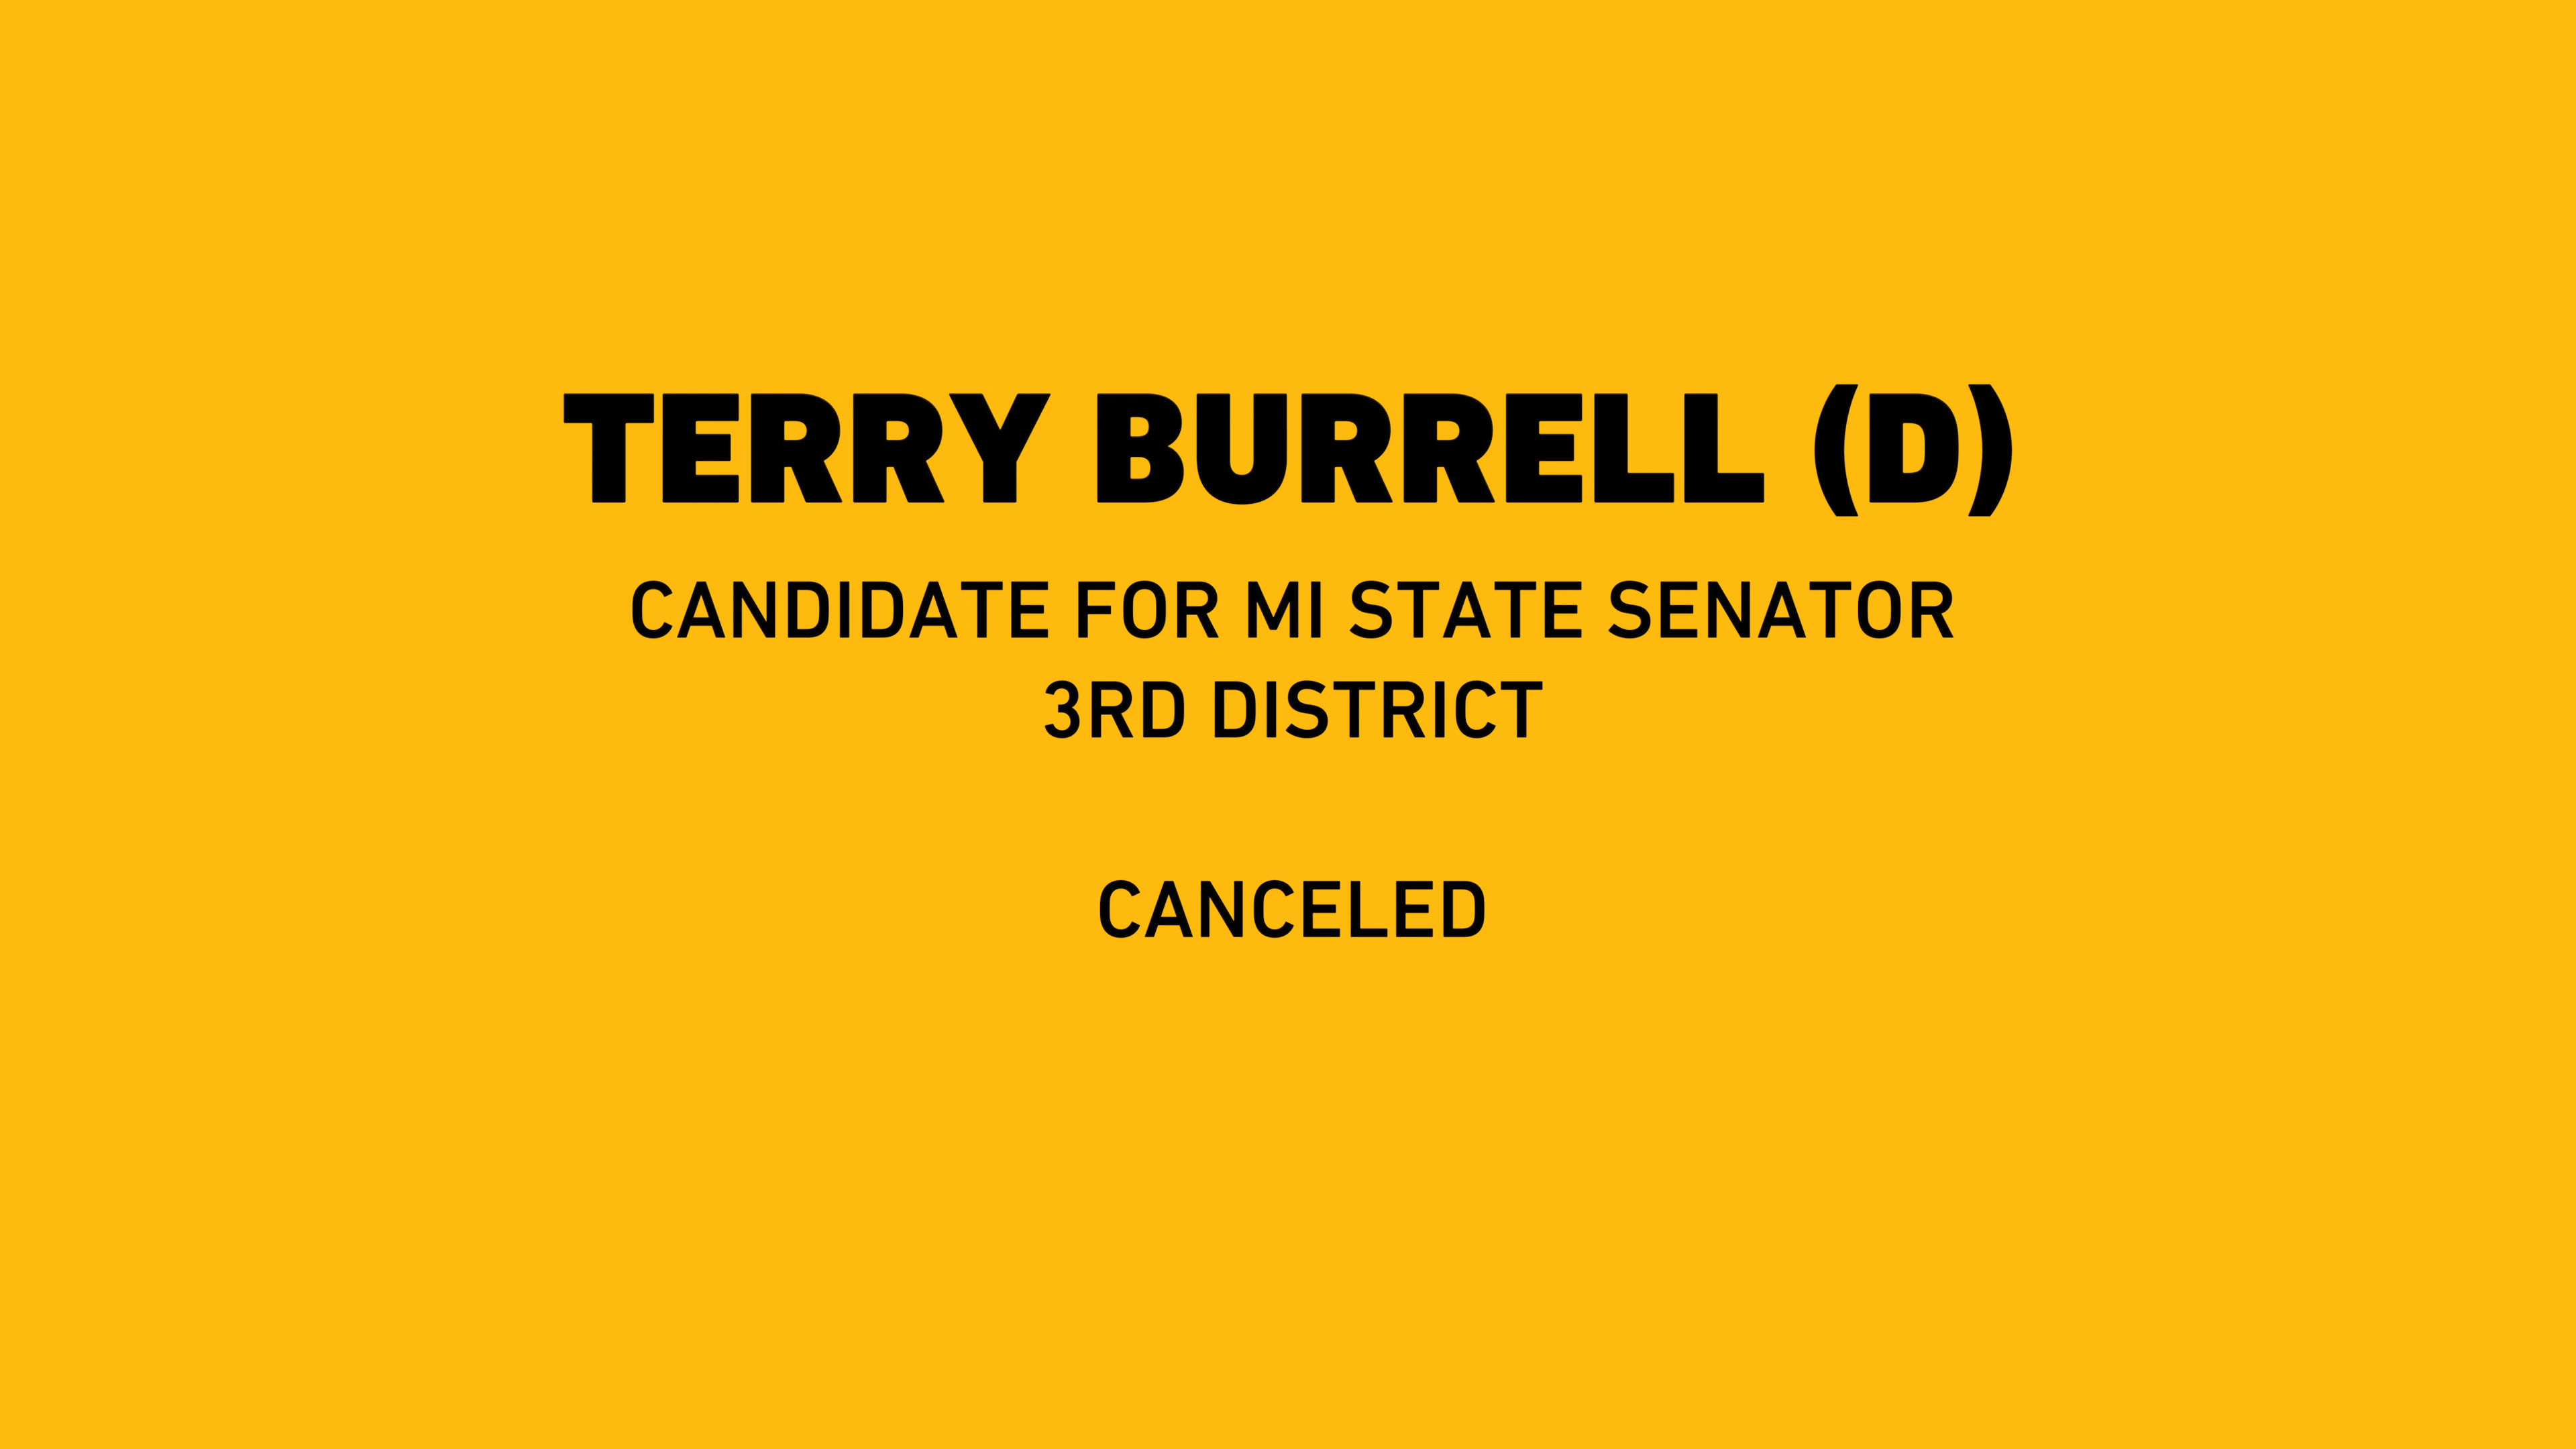 TERRY BURRELL (D)
CANDIDATE FOR MI STATE SENATOR
3RD DISTRICT
CANCELED